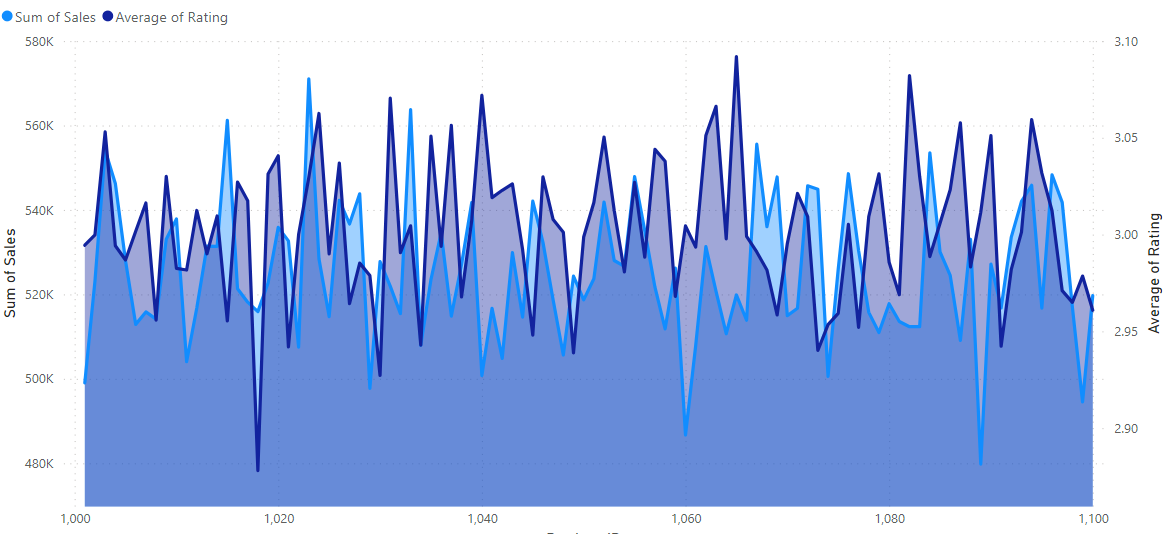 Sum of Sales Average of Rating
580K
560K
540K
520K
500K
480K
Sum of Sales
3.10
3.05
3.00
2.95
2.90
Average of Rating
1,000 1,020 1,040 1,060 1,080 1,100